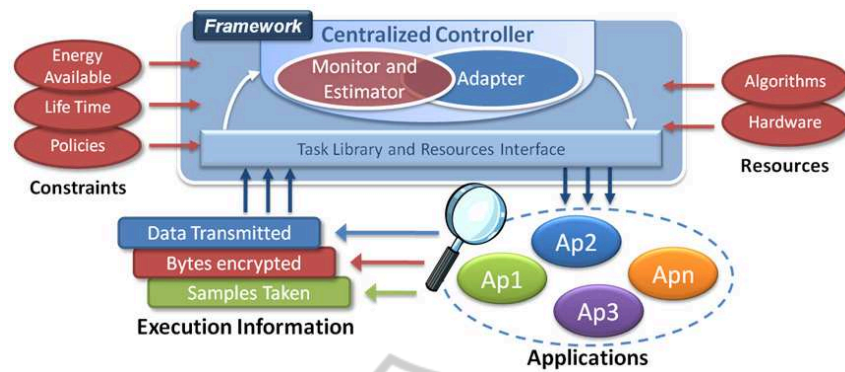 Framework
Centralized Controller
Monitor and
Estimator
Adapter
Energy
Available
Life Time
Policies
Constraints
Algorithms
Hardware
Resources
Task Library and Resources Interface
Data Transmitted
Bytes encrypted
Samples Taken
Execution Information
Ap1
Ap2
Ap3
Apn
Applications